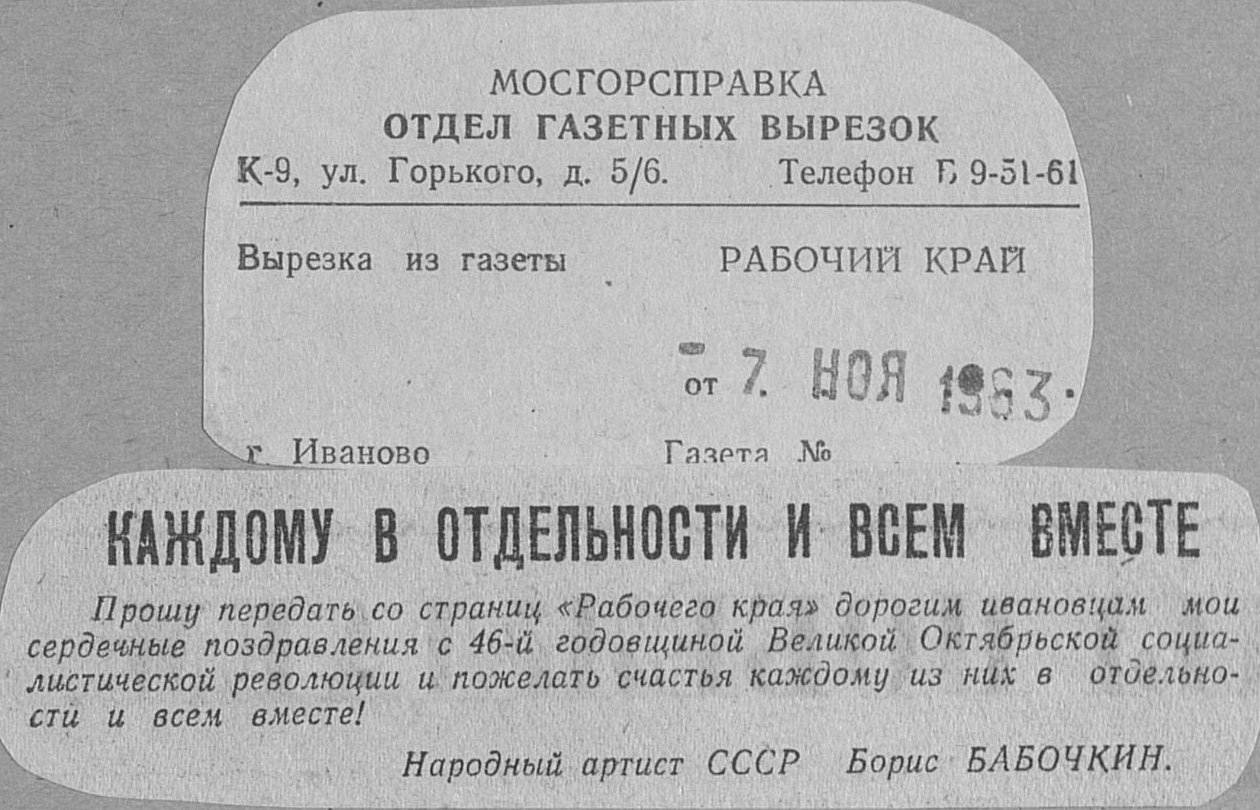 МОСГОРСПРАВКА
ОТДЕЛ ГАЗЕТНЫХ ВЫРЕЗОК
К-9, ул. Горького, д. 5/6. Телефон Б 9-51-61
Вырезка из газеты РАБОЧИЙ КРАЙ
от 7. НОЯ 1963.
г. Иваново Газета №
КАЖДОМУ В ОТДЕЛЬНОСТИ И ВСЕМ ВМЕСТЕ
Прошу передать со страниц «Рабочего края» дорогим ивановцам мои
сердечные поздравления с 46-й годовщиной Великой Октябрьской социа-
листической революции и пожелать счастья каждому из них в отдельно-
сти и всем вместе!
Народный артист СССР Борис БАБОЧКИН.